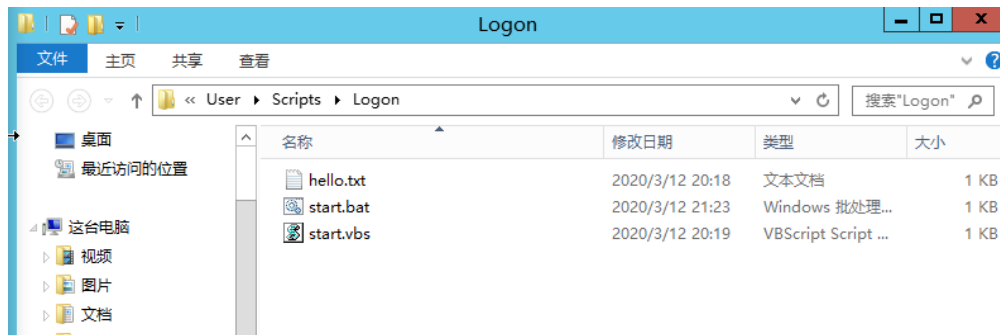 Logon
文件 主页 共享 查看
« User Scripts Logon 搜索"Logon"
桌面
最近访问的位置
这台电脑
视频
图片
文档
名称 修改日期 类型 大小
hello.txt 2020/3/12 20:18 文本文档 1 KB
start.bat 2020/3/12 21:23 Windows 批处理... 1 KB
start.vbs 2020/3/12 20:19 VBScript Script ... 1 KB